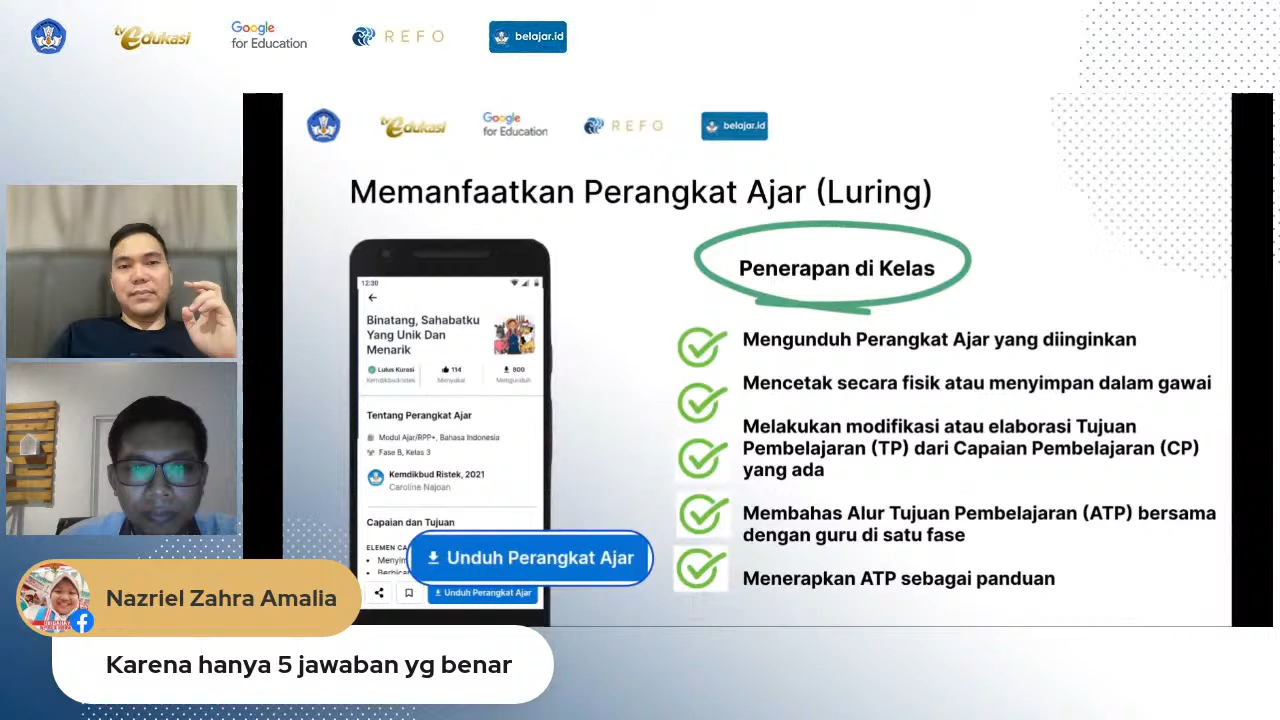 tv Edukasi
Google
for Education
REFO
belajar.id
tv Edukasi
Google
for Education
REFO
belajar.id
Memanfaatkan Perangkat Ajar (Luring)
12:30
Binatang, Sahabatku
Yang Unik Dan
Menarik
Lulus Kurasi
114
800
Menyukai
Mengunduh
Tentang Perangkat Ajar
Modul Ajar/RPP+, Bahasa Indonesia
Fase B, Kelas 3
Kemdikbud Ristek, 2021
Caroline Najoan
Capaian dan Tujuan
ELEMEN CA
Unduh Perangkat Ajar
Unduh Perangkat Ajar
Penerapan di Kelas
Mengunduh Perangkat Ajar yang diinginkan
Mencetak secara fisik atau menyimpan dalam gawai
Melakukan modifikasi atau elaborasi Tujuan
Pembelajaran (TP) dari Capaian Pembelajaran (CP)
yang ada
Membahas Alur Tujuan Pembelajaran (ATP) bersama
dengan guru di satu fase
Menerapkan ATP sebagai panduan
Nazriel Zahra Amalia
Karena hanya 5 jawaban yg benar